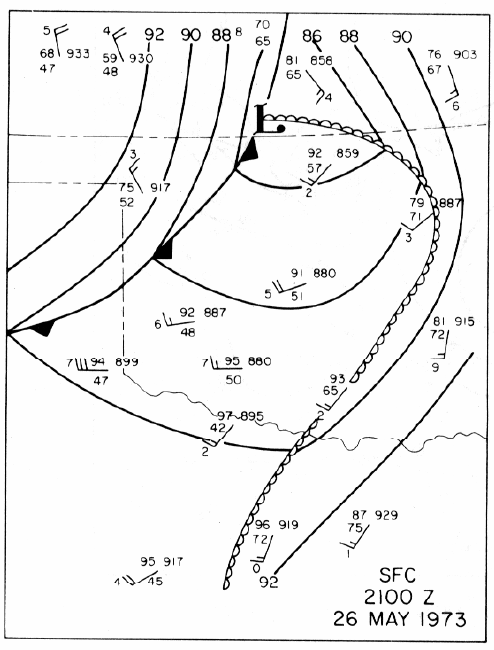 5 68 933 47
4 59 930 48
92 90 88 8
70 65
86 88 90
81 858 65 4
76 903 67 6
L
3 75 917 52
92 859 57 2
79 887 71 3
91 880 5 51
92 887 6 48
81 915 72 9
7 94 899 47
7 95 880 50
93 65 2
97 895 42 2
87 929 75 1
96 919 72 0
95 917 45
92
SFC
2100 Z
26 MAY 1973